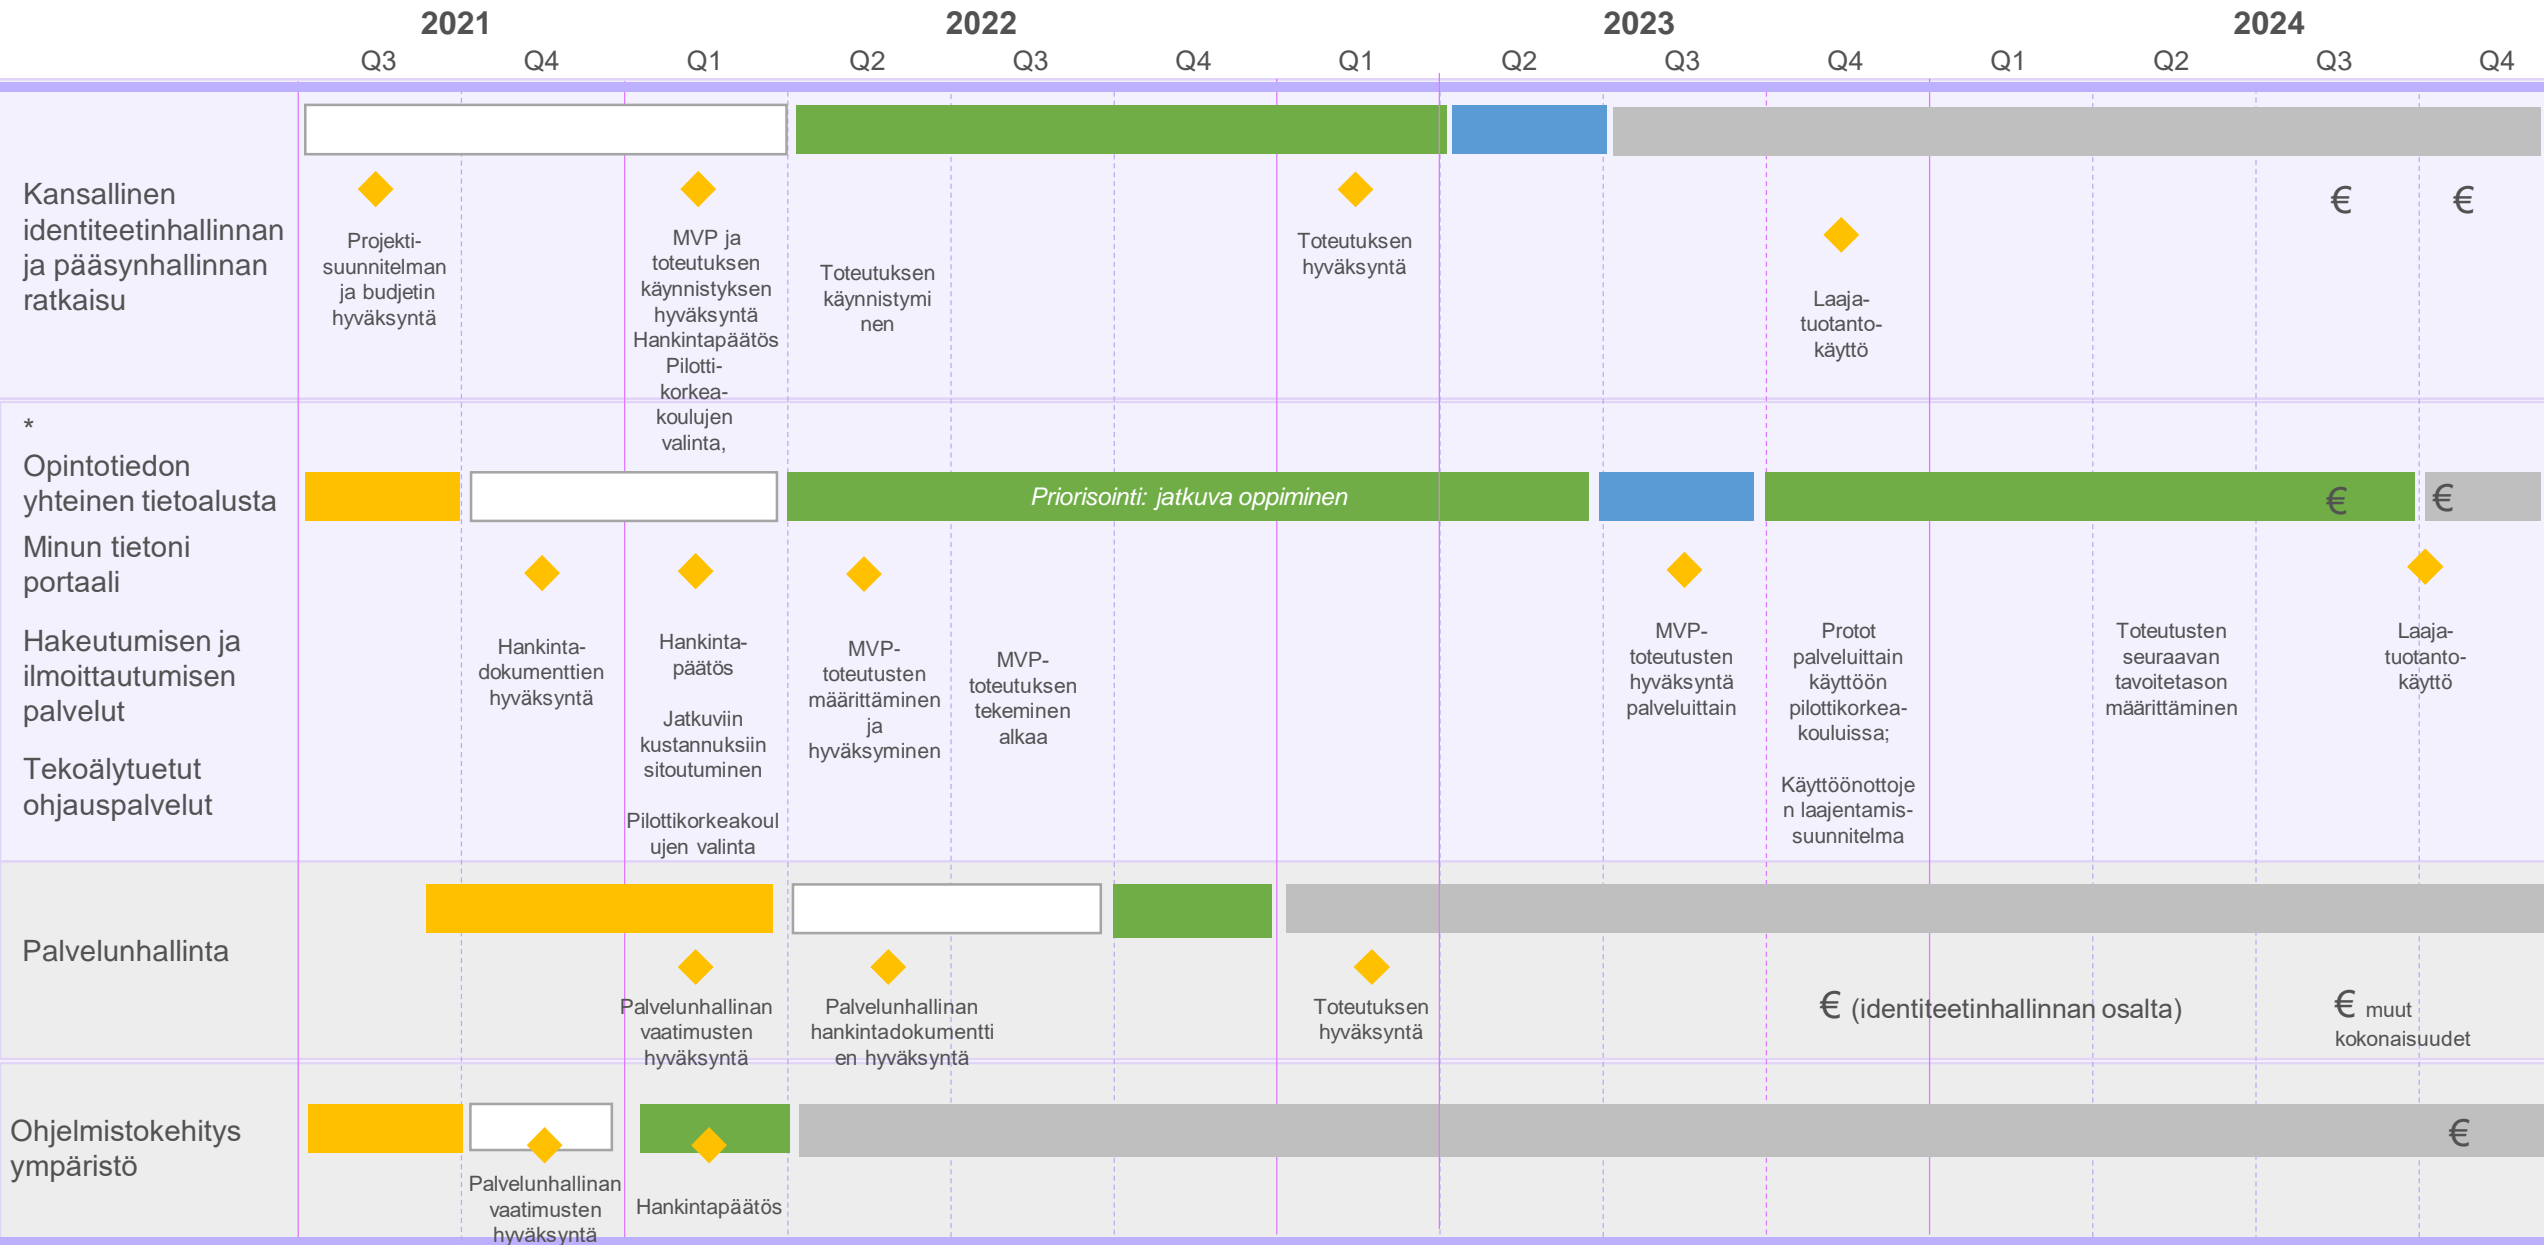 2021
2022
2023
2024
Q3
Q4
Q1
Q2
Q3
Q4
Q1
Q2
Q3
Q4
Q1
Q2
Q3
Q4
Kansallinen
identiteetinhallinnan
ja pääsynhallinnan
ratkaisu
Projekti-
suunnitelman
ja budjetin
hyväksyntä
MVP ja
toteutuksen
käynnistyksen
hyväksyntä
Hankintapäätös
Pilotti-
korkea-
koulujen
valinta,
Toteutuksen
käynnistymi
nen
Toteutuksen
hyväksyntä
Laaja-
tuotanto-
käyttö
€
€
*
Opintotiedon
yhteinen tietoalusta
Minun tietoni
portaali
Hakeutumisen ja
ilmoittautumisen
palvelut
Tekoälytuetut
ohjauspalvelut
Priorisointi: jatkuva oppiminen
€
€
Hankinta-
dokumenttien
hyväksyntä
Hankinta-
päätös
Jatkuviin
kustannuksiin
sitoutuminen
Pilottikorkeakoul
ujen valinta
MVP-
toteutusten
määrittäminen
ja
hyväksyminen
MVP-
toteutuksen
tekeminen
alkaa
MVP-
toteutusten
hyväksyntä
palveluittain
Protot
palveluittain
käyttöön
pilottikorkea-
kouluissa;
Käyttöönottoje
n laajentamis-
suunnitelma
Toteutusten
seuraavan
tavoitetason
määrittäminen
Laaja-
tuotanto-
käyttö
Palvelunhallinta
Palvelunhallinan
vaatimusten
hyväksyntä
Palvelunhallinan
hankintadokumentti
en hyväksyntä
Toteutuksen
hyväksyntä
€ (identiteetinhallinnan osalta)
€ muut
kokonaisuudet
Ohjelmistokehitys
ympäristö
€
Palvelunhallinan
vaatimusten
hyväksyntä
Hankintapäätös